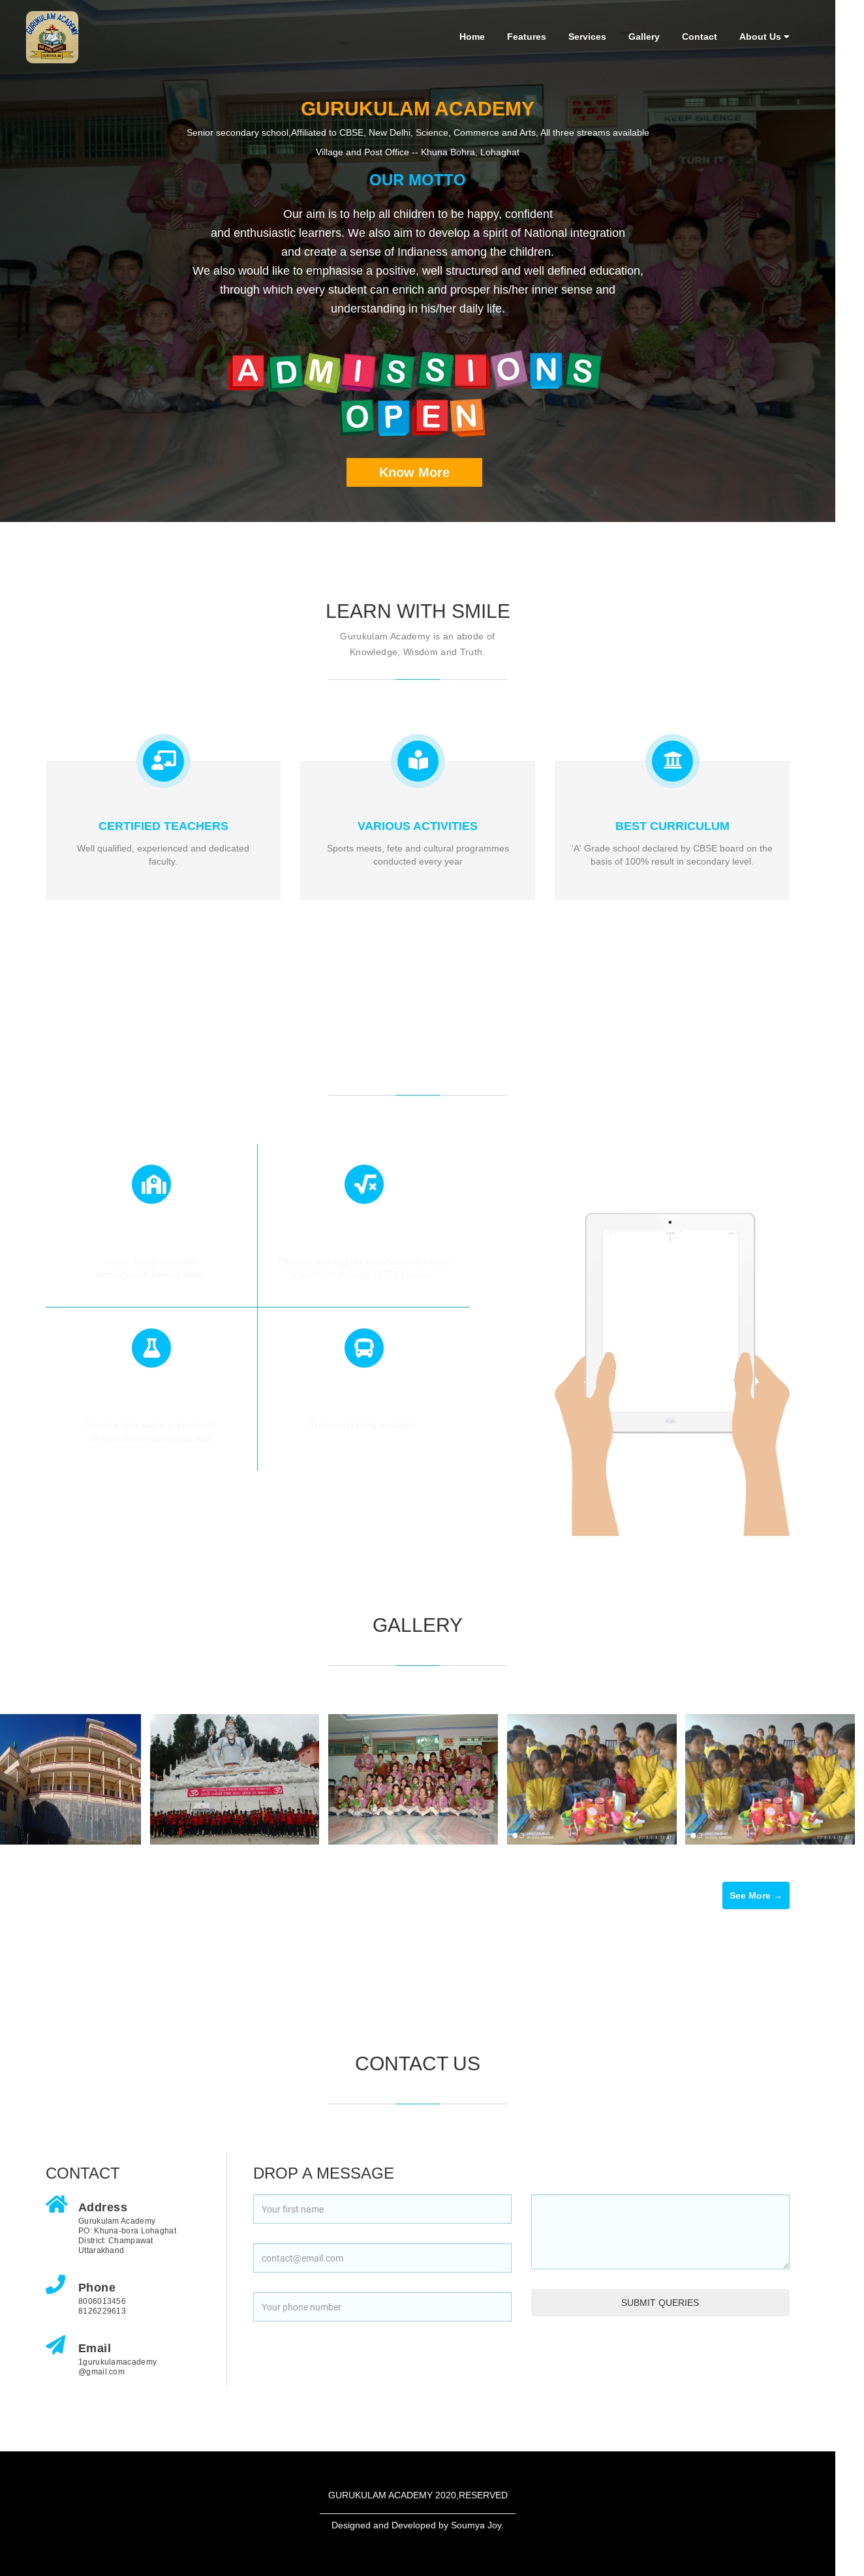 GURUKULAM ACADEMY
Home Features Services Gallery Contact About Us
KEEP SILENCE
TURN IT
GURUKULAM ACADEMY
Senior secondary school,Affiliated to CBSE, New Delhi, Science, Commerce and Arts, All three streams available
Village and Post Office -- Khuna Bohra, Lohaghat
OUR MOTTO
Our aim is to help all children to be happy, confident
and enthusiastic learners. We also aim to develop a spirit of National integration
and create a sense of Indianess among the children.
We also would like to emphasise a positive, well structured and well defined education,
through which every student can enrich and prosper his/her inner sense and
understanding in his/her daily life.
ADMISSIONS
OPEN
Know More
LEARN WITH SMILE
Gurukulam Academy is an abode of
Knowledge, Wisdom and Truth.
CERTIFIED TEACHERS
Well qualified, experienced and dedicated
faculty.
VARIOUS ACTIVITIES
Sports meets, fete and cultural programmes
conducted every year
BEST CURRICULUM
'A' Grade school declared by CBSE board on the
basis of 100% result in secondary level.
GALLERY
See More →
CONTACT US
CONTACT
Address
Gurukulam Academy
PO: Khuna-bora Lohaghat
District: Champawat
Uttarakhand
Phone
8006013456
8126229613
Email
1gurukulamacademy
@gmail.com
DROP A MESSAGE
Your first name
contact@email.com
Your phone number
SUBMIT QUERIES
GURUKULAM ACADEMY 2020,RESERVED
Designed and Developed by Soumya Joy.